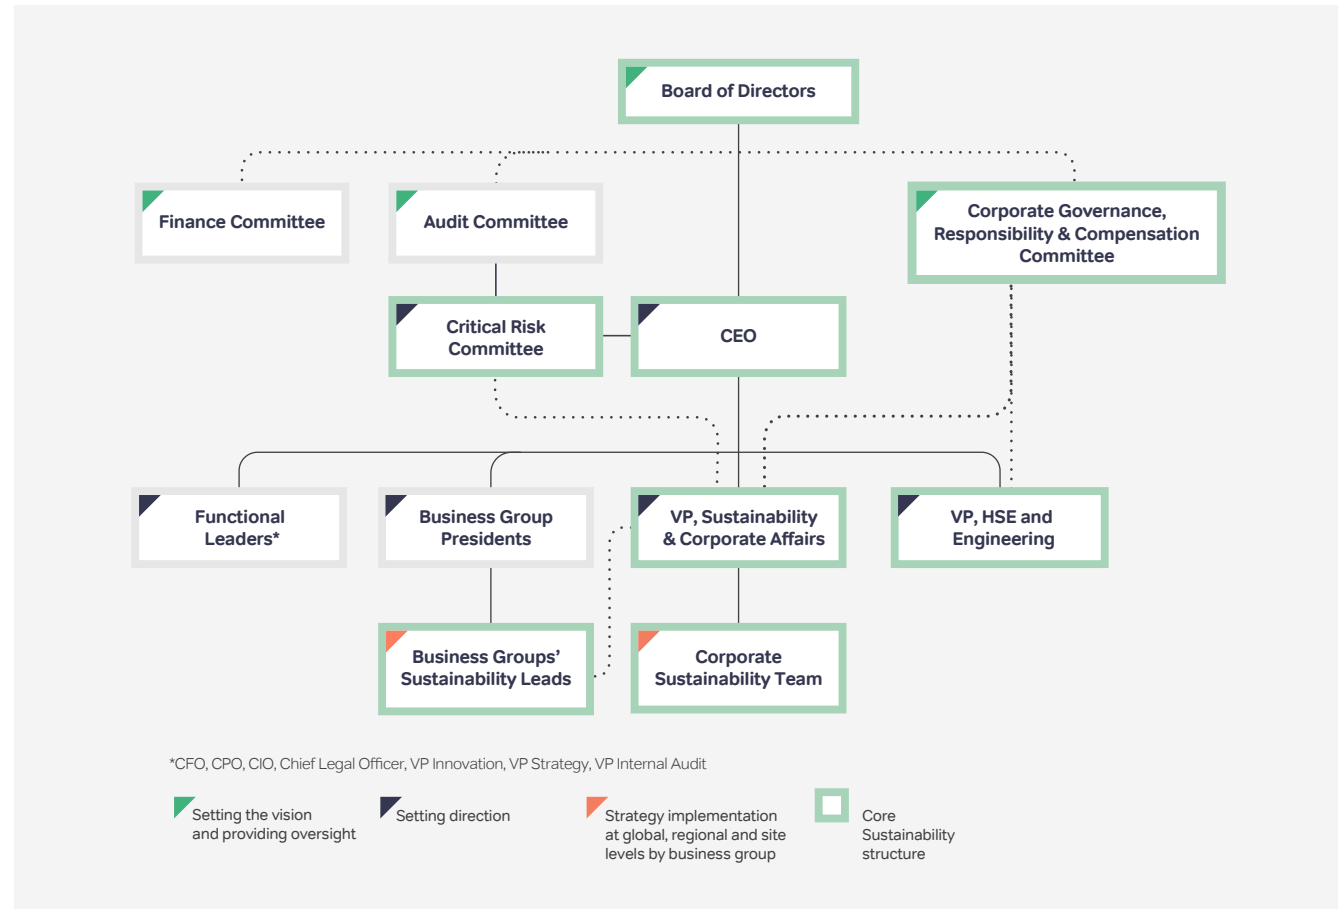 Board of Directors
Finance Committee
Audit Committee
Corporate Governance,
Responsibility & Compensation
Committee
Critical Risk
Committee
CEO
Functional
Leaders*
Business Group
Presidents
VP, Sustainability
& Corporate Affairs
VP, HSE and
Engineering
Business Groups’
Sustainability Leads
Corporate
Sustainability Team
*CFO, CPO, CIO, Chief Legal Officer, VP Innovation, VP Strategy, VP Internal Audit
Setting the vision
and providing oversight
Setting direction
Strategy implementation
at global, regional and site
levels by business group
Core
Sustainability
structure